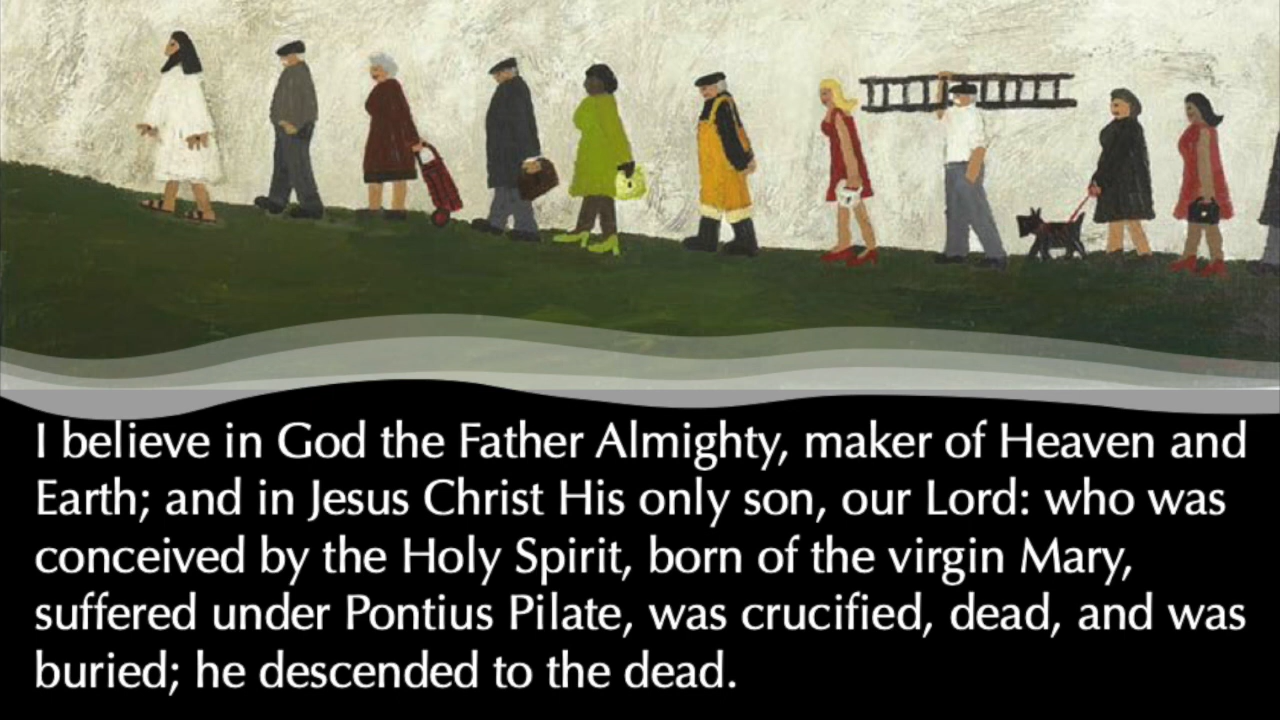 I believe in God the Father Almighty, maker of Heaven and
Earth; and in Jesus Christ His only son, our Lord: who was
conceived by the Holy Spirit, born of the virgin Mary,
suffered under Pontius Pilate, was crucified, dead, and was
buried; he descended to the dead.